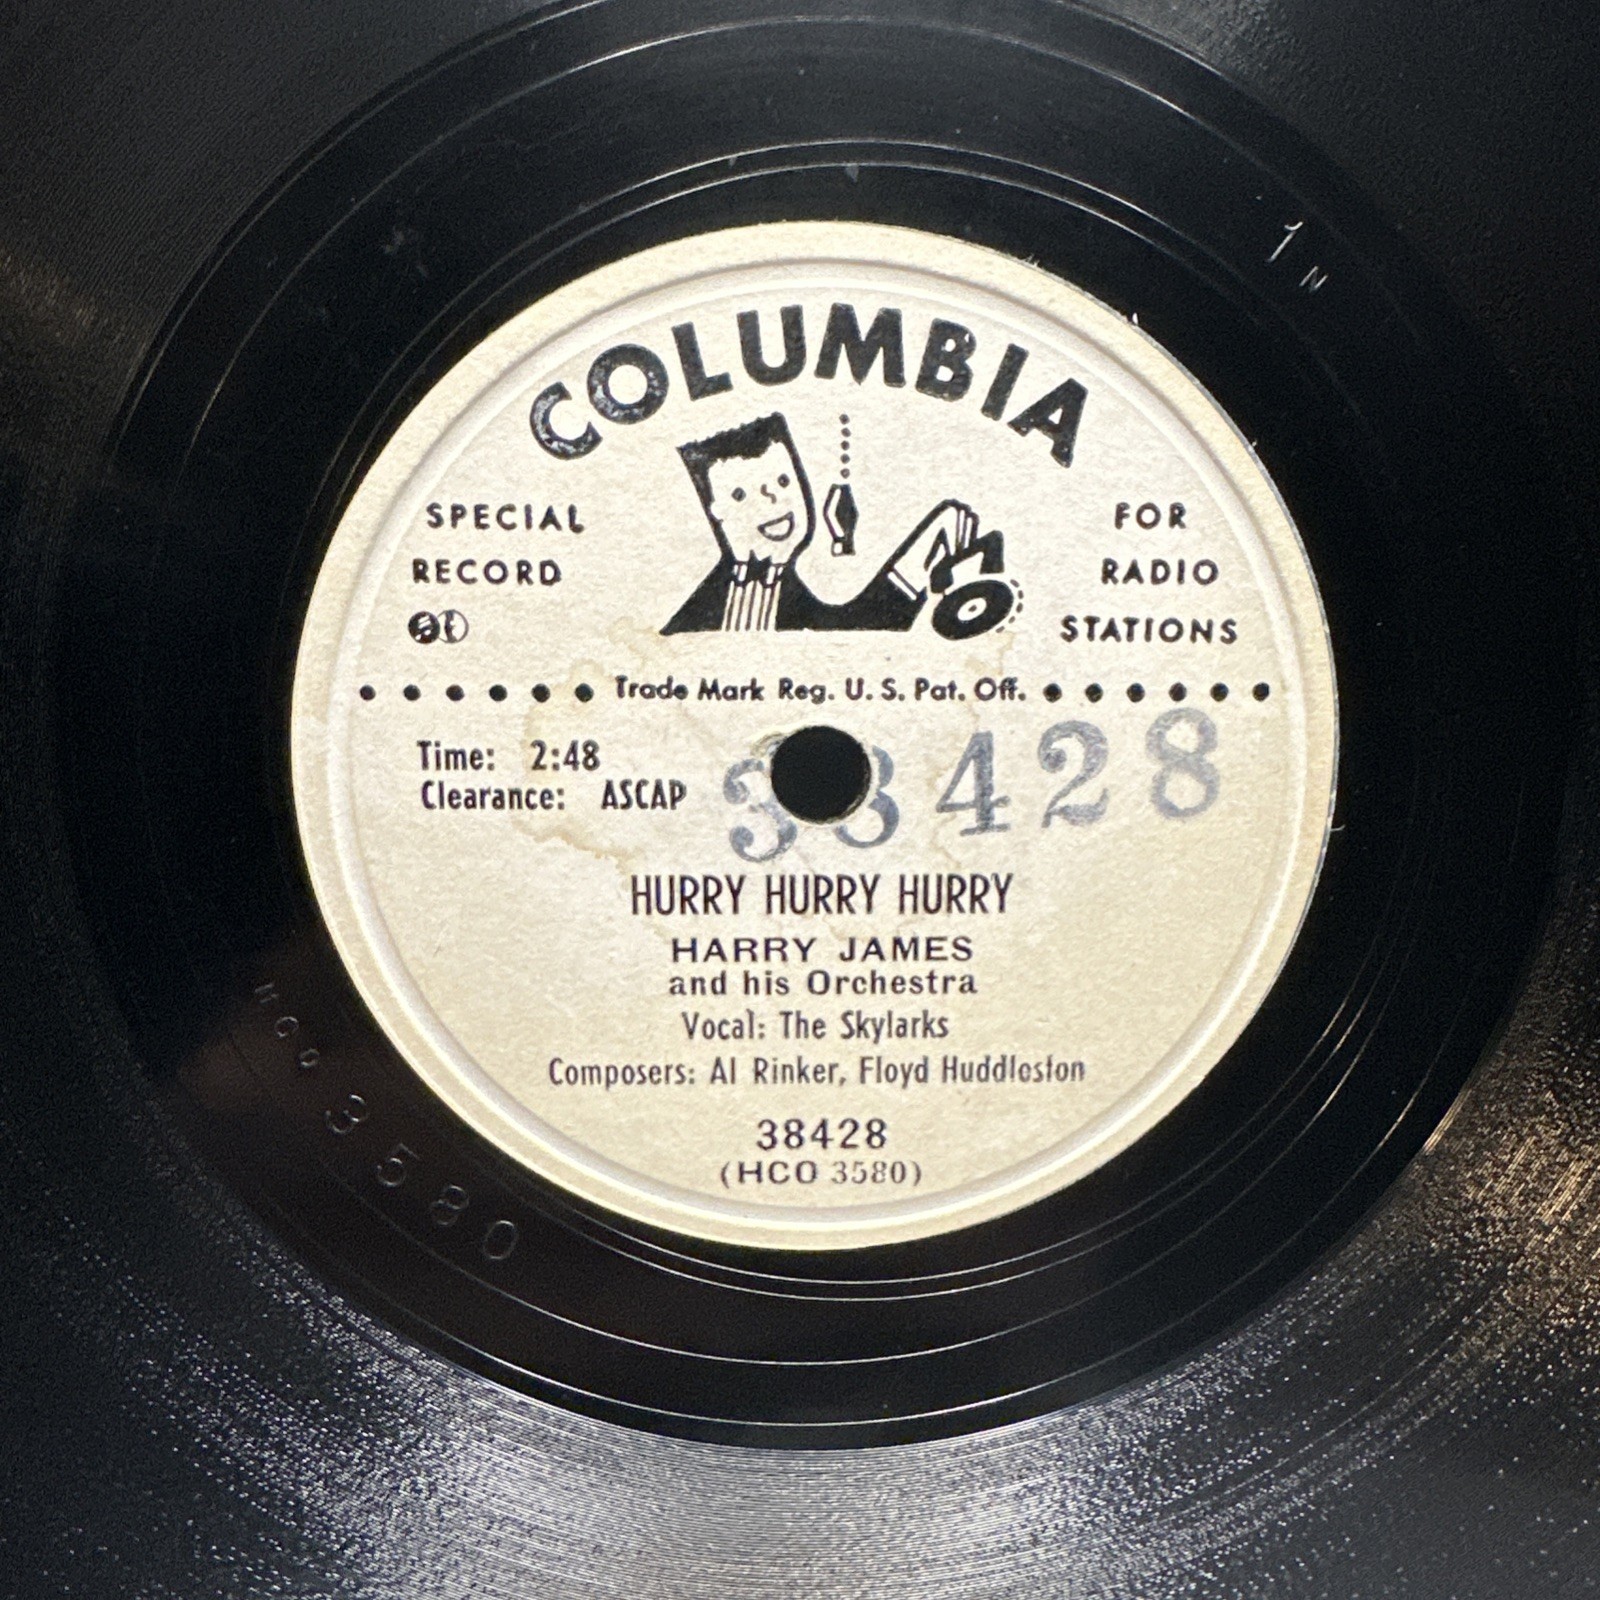 1 N
COLUMBIA
SPECIAL
RECORD
FOR
RADIO
STATIONS
Trade Mark Reg. U. S. Pat. Off.
Time: 2:48
Clearance: ASCAP
38428
HURRY HURRY HURRY
HARRY JAMES
and his Orchestra
Vocal: The Skylarks
Composers: Al Rinker, Floyd Huddleston
38428
(HCO 3580)
HCO 3580